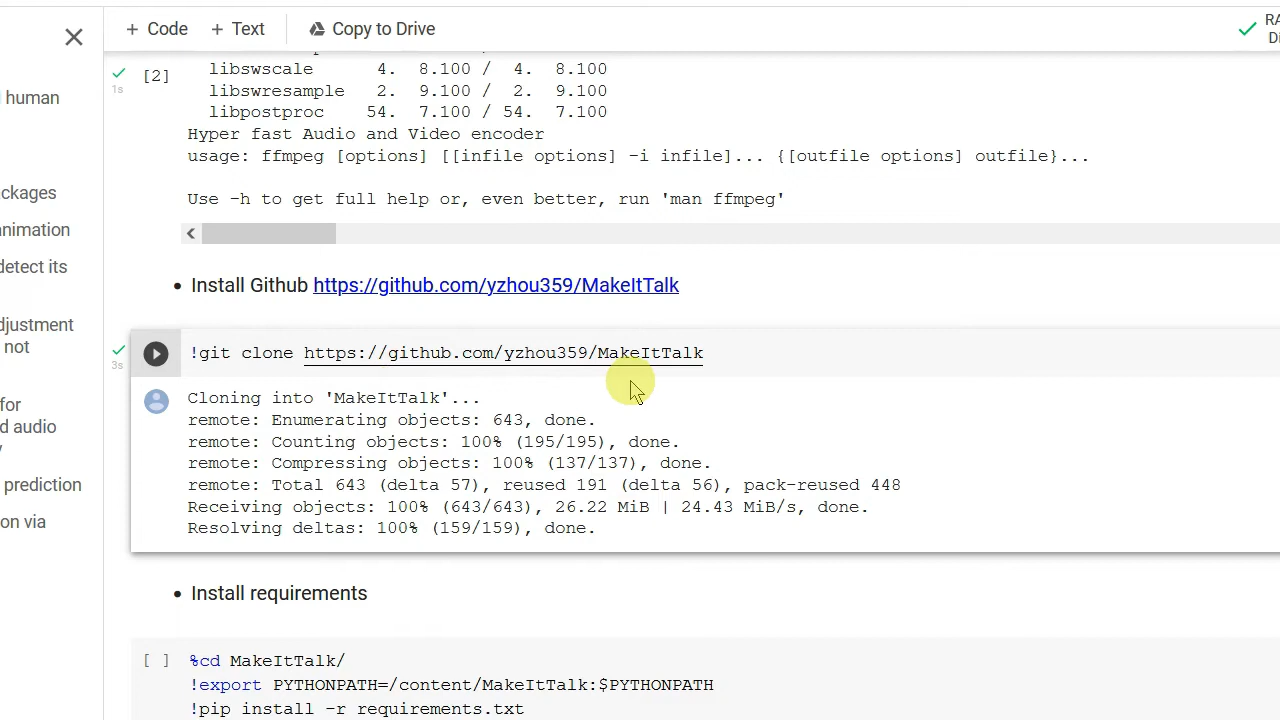 + Code + Text Copy to Drive
RA
Di
[2]
1s
libswscale 4. 8.100 / 4. 8.100
libswresample 2. 9.100 / 2. 9.100
libpostproc 54. 7.100 / 54. 7.100
Hyper fast Audio and Video encoder
usage: ffmpeg [options] [[infile options] -i infile]... {[outfile options] outfile}...
Use -h to get full help or, even better, run 'man ffmpeg'
human
ckages
nimation
detect its
djustment
not
for
d audio
prediction
on via
• Install Github https://github.com/yzhou359/MakeItTalk
3s
!git clone https://github.com/yzhou359/MakeItTalk
Cloning into 'MakeItTalk'...
remote: Enumerating objects: 643, done.
remote: Counting objects: 100% (195/195), done.
remote: Compressing objects: 100% (137/137), done.
remote: Total 643 (delta 57), reused 191 (delta 56), pack-reused 448
Receiving objects: 100% (643/643), 26.22 MiB | 24.43 MiB/s, done.
Resolving deltas: 100% (159/159), done.
• Install requirements
[ ] %cd MakeItTalk/
!export PYTHONPATH=/content/MakeItTalk:$PYTHONPATH
!pip install -r requirements.txt